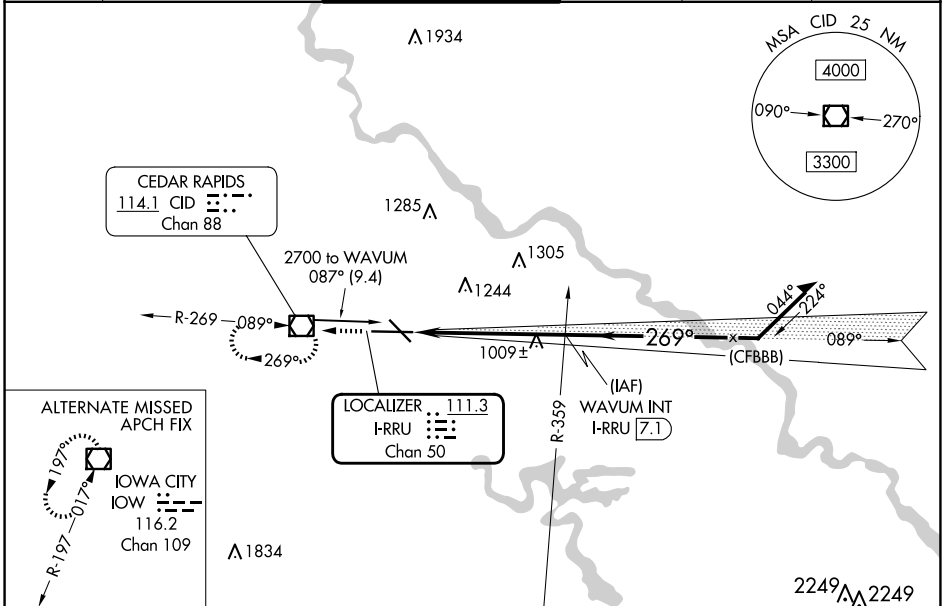 1934
MSA CID 25 NM
4000
090°
270°
3300
CEDAR RAPIDS
114.1 CID
Chan 88
1285
2700 to WAVUM
087° (9.4)
1305
1244
044°
224°
R-269
089°
269°
1009±
269°
x
089°
(CFBBB)
(IAF)
WAVUM INT
I-RRU 7.1
R-359
LOCALIZER 111.3
I-RRU
Chan 50
ALTERNATE MISSED
APCH FIX
197°
017°
R-197
IOWA CITY
IOW
116.2
Chan 109
1834
2249
2249